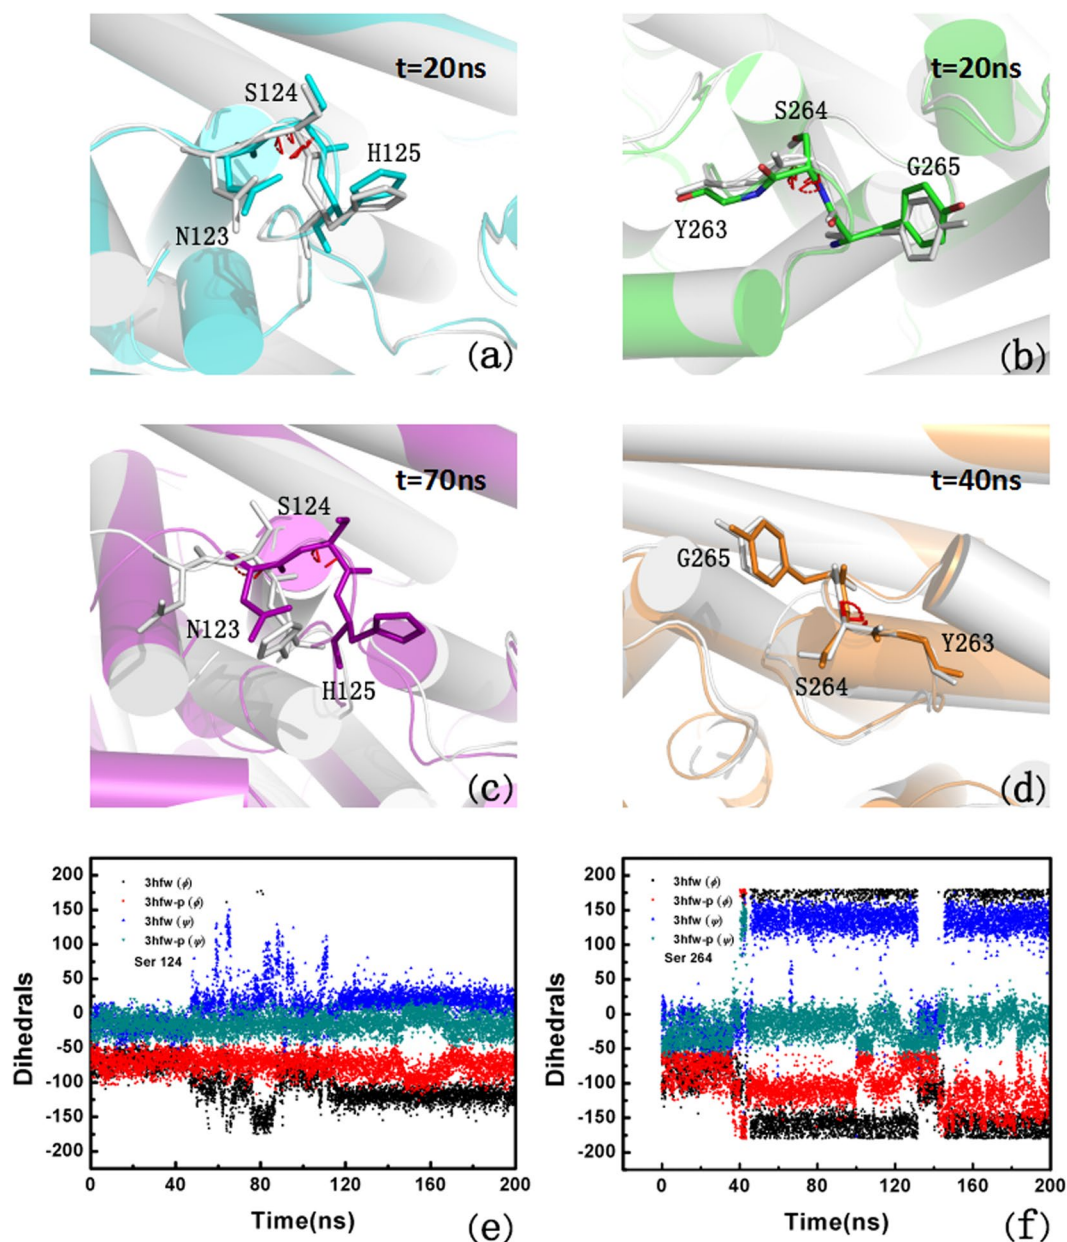 t=20ns
S124
H125
N123
(a)
t=20ns
S264
G265
Y263
(b)
t=70ns
S124
N123
H125
(c)
t=40ns
G265
Y263
S264
(d)
200
150
100
50
0
-50
-100
-150
-200
Dihedrals
3hfw (ϕ)
3hfw-p (ϕ)
3hfw (ψ)
3hfw-p (ψ)
Ser 124
0 40 80 120 160 200
Time(ns)
(e)
200
150
100
50
0
-50
-100
-150
-200
Dihedrals
3hfw (ϕ)
3hfw-p (ϕ)
3hfw (ψ)
3hfw-p (ψ)
Ser 264
0 40 80 120 160 200
Time(ns)
(f)